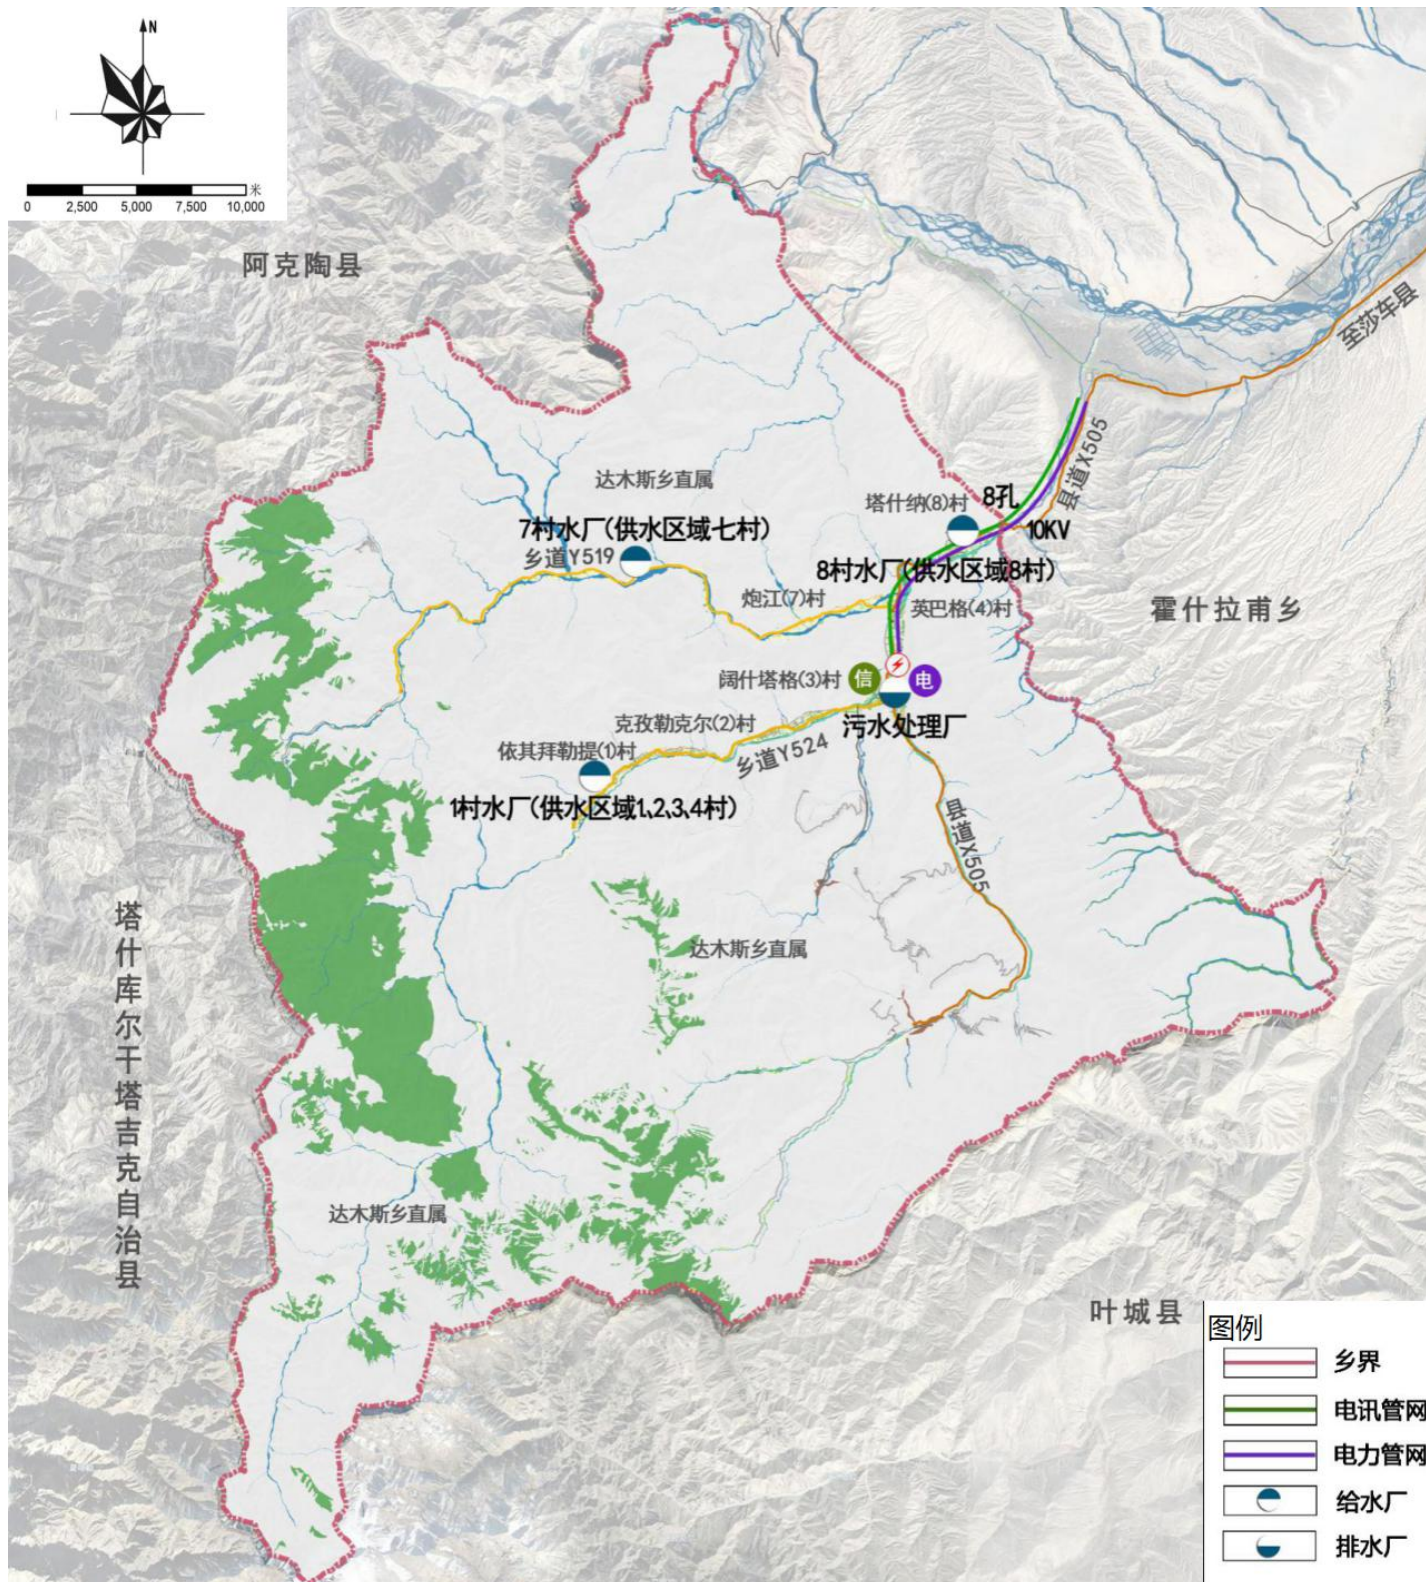 N
米
0 2,500 5,000 7,500 10,000
阿克陶县
至莎车县
县道X505
达木斯乡直属
塔什纳(8)村
8孔
10KV
7村水厂(供水区域七村)
乡道Y519
8村水厂(供水区域8村)
炮江(7)村
英巴格(4)村
霍什拉甫乡
阔什塔格(3)村
信
电
污水处理厂
克孜勒克尔(2)村
乡道Y524
依其拜勒提(1)村
1村水厂(供水区域1、2、3、4村)
县道X505
塔什库尔干塔吉克自治县
达木斯乡直属
达木斯乡直属
叶城县
图例
乡界
电讯管网
电力管网
给水厂
排水厂